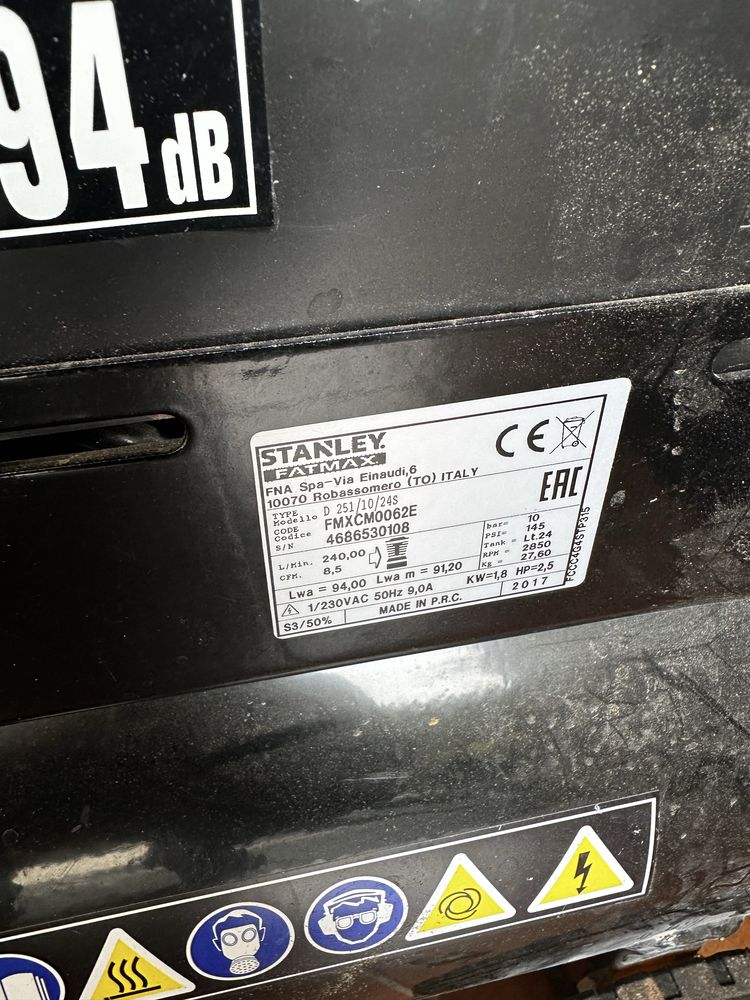 94 dB
STANLEY.
FATMAX
FNA Spa-Via Einaudi,6
10070 Robassomero (TO) ITALY
TYPE
Modello D 251/10/24S
CODE
Codice FMXCM0062E
S/N 4686530108
L/Min. 240,00
CFM. 8,5
bar= 10
PSI= 145
Tank = Lt.24
RPM = 2850
Kg = 27,60
Lwa = 94,00 Lwa m = 91,20 KW=1,8 HP=2,5
1/230VAC 50Hz 9,0A
S3/50% MADE IN P.R.C. 2017
CE
EAC
FCCC4G4STP315